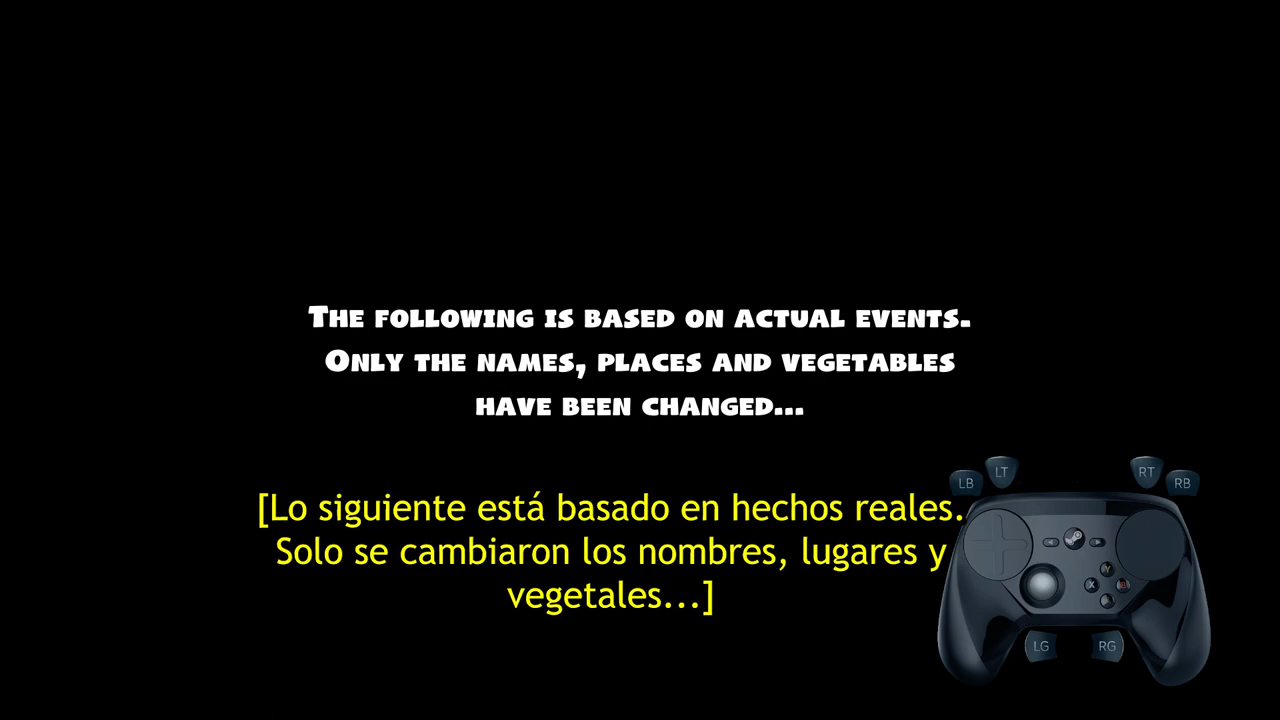 The following is based on actual events.
Only the names, places and vegetables
have been changed...
[Lo siguiente está basado en hechos reales.
Solo se cambiaron los nombres, lugares y
vegetales...]
LB
LT
RT
RB
Y
X
B
A
LG
RG